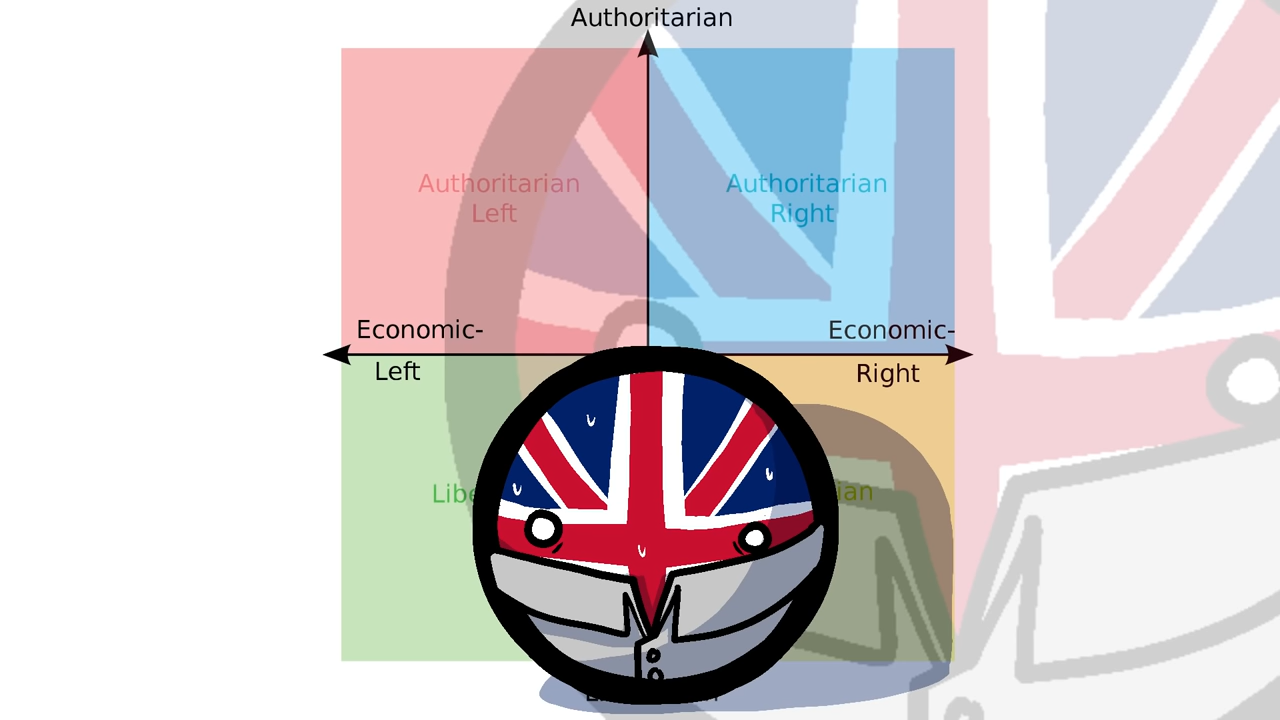 Authoritarian
Authoritarian
Left
Authoritarian
Right
Economic-
Left
Economic-
Right